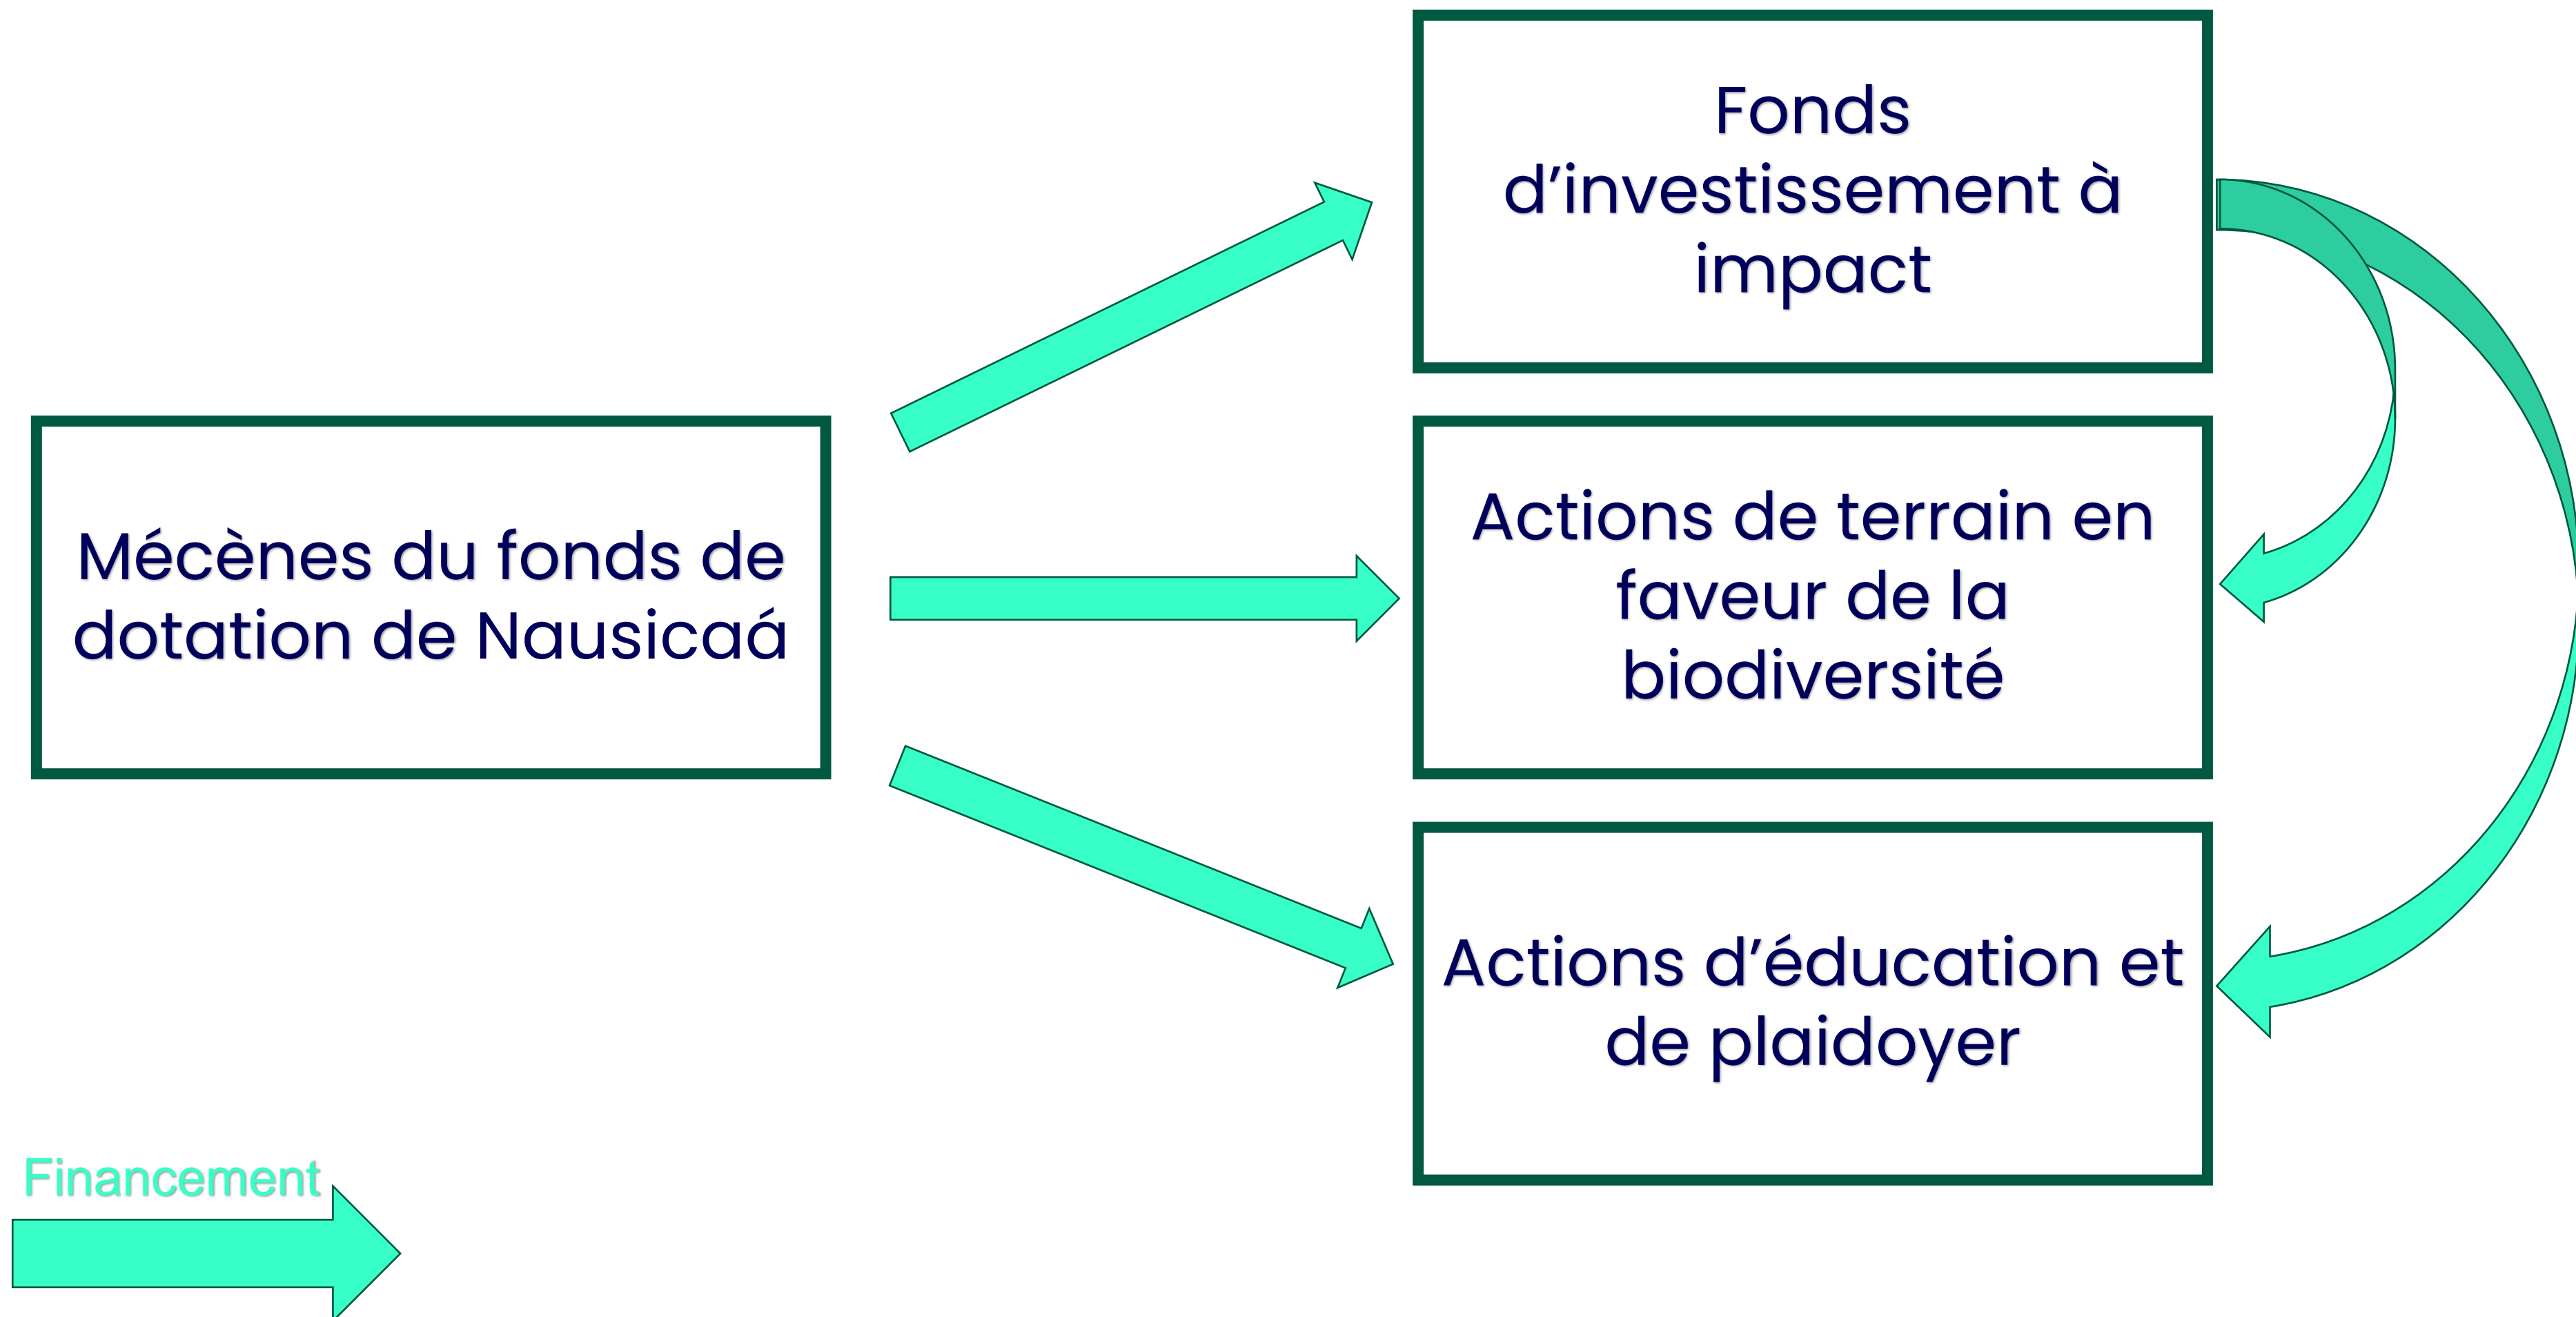 Fonds
d’investissement à
impact
Mécènes du fonds de
dotation de Nausicaá
Actions de terrain en
faveur de la
biodiversité
Actions d’éducation et
de plaidoyer
Financement